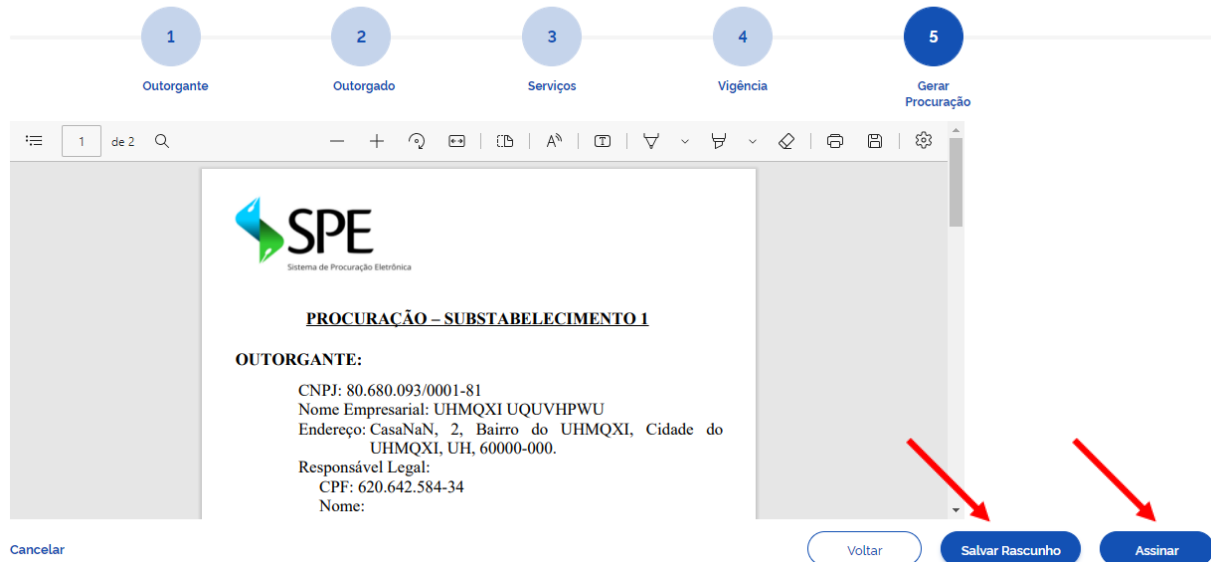 1
2
3
4
5
Outorgante
Outorgado
Serviços
Vigência
Gerar
Procuração
1 de 2
SPE
Sistema de Procuração Eletrônica
PROCURAÇÃO – SUBSTABELECIMENTO 1
OUTORGANTE:
CNPJ: 80.680.093/0001-81
Nome Empresarial: UHMQXI UQUVHPWU
Endereço: CasaNaN, 2, Bairro do UHMQXI, Cidade do
UHMQXI, UH, 60000-000.
Responsável Legal:
CPF: 620.642.584-34
Nome:
Cancelar
Voltar
Salvar Rascunho
Assinar